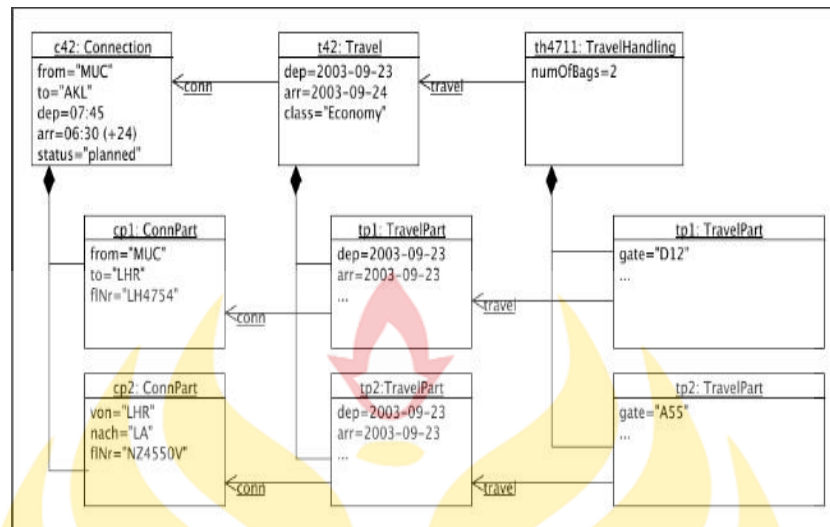 c42: Connection
from="MUC"
to="AKL"
dep=07:45
arr=06:30 (+24)
status="planned"
conn
t42: Travel
dep=2003-09-23
arr=2003-09-24
class="Economy"
travel
th4711: TravelHandling
numOfBags=2
cp1: ConnPart
from="MUC"
to="LHR"
flNr="LH4754"
conn
tp1: TravelPart
dep=2003-09-23
arr=2003-09-23
...
travel
tp1: TravelPart
gate="D12"
...
cp2: ConnPart
von="LHR"
nach="LA"
flNr="NZ4550V"
conn
tp2:TravelPart
dep=2003-09-23
arr=2003-09-23
...
travel
tp2: TravelPart
gate="A55"
...